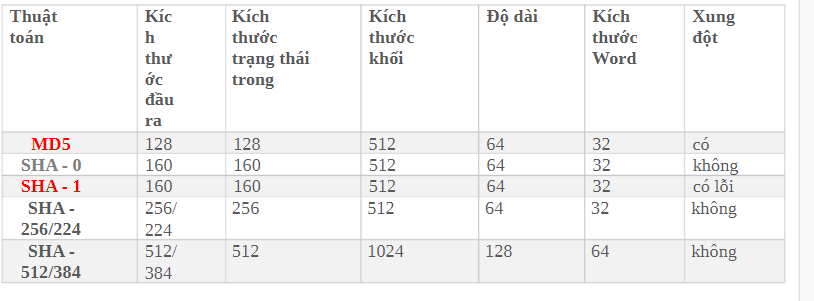 Thuật toán | Kích thước đầu ra | Kích thước trạng thái trong | Kích thước khối | Độ dài | Kích thước Word | Xung đột
MD5 | 128 | 128 | 512 | 64 | 32 | có
SHA - 0 | 160 | 160 | 512 | 64 | 32 | không
SHA - 1 | 160 | 160 | 512 | 64 | 32 | có lỗi
SHA - 256/224 | 256/224 | 256 | 512 | 64 | 32 | không
SHA - 512/384 | 512/384 | 512 | 1024 | 128 | 64 | không